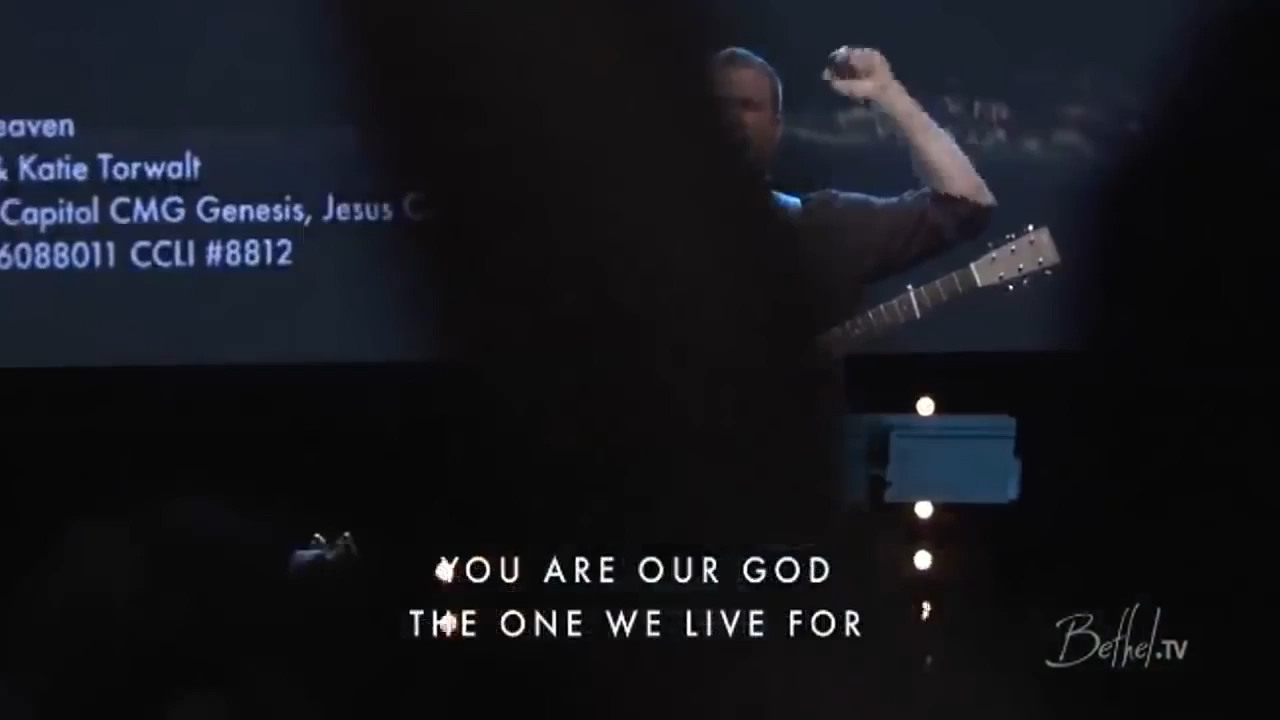 eaven
& Katie Torwalt
Capitol CMG Genesis, Jesus C
6088011 CCLI #8812
YOU ARE OUR GOD
THE ONE WE LIVE FOR
Bethel.TV